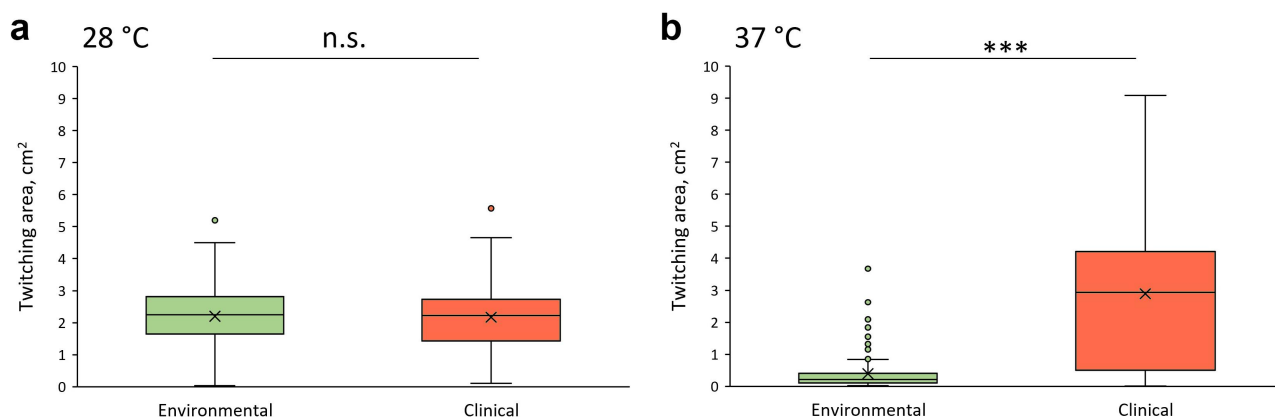 a
28 °C
n.s.
Twitching area, cm²
10
9
8
7
6
5
4
3
2
1
0
Environmental
Clinical
b
37 °C
***
Twitching area, cm²
10
9
8
7
6
5
4
3
2
1
0
Environmental
Clinical